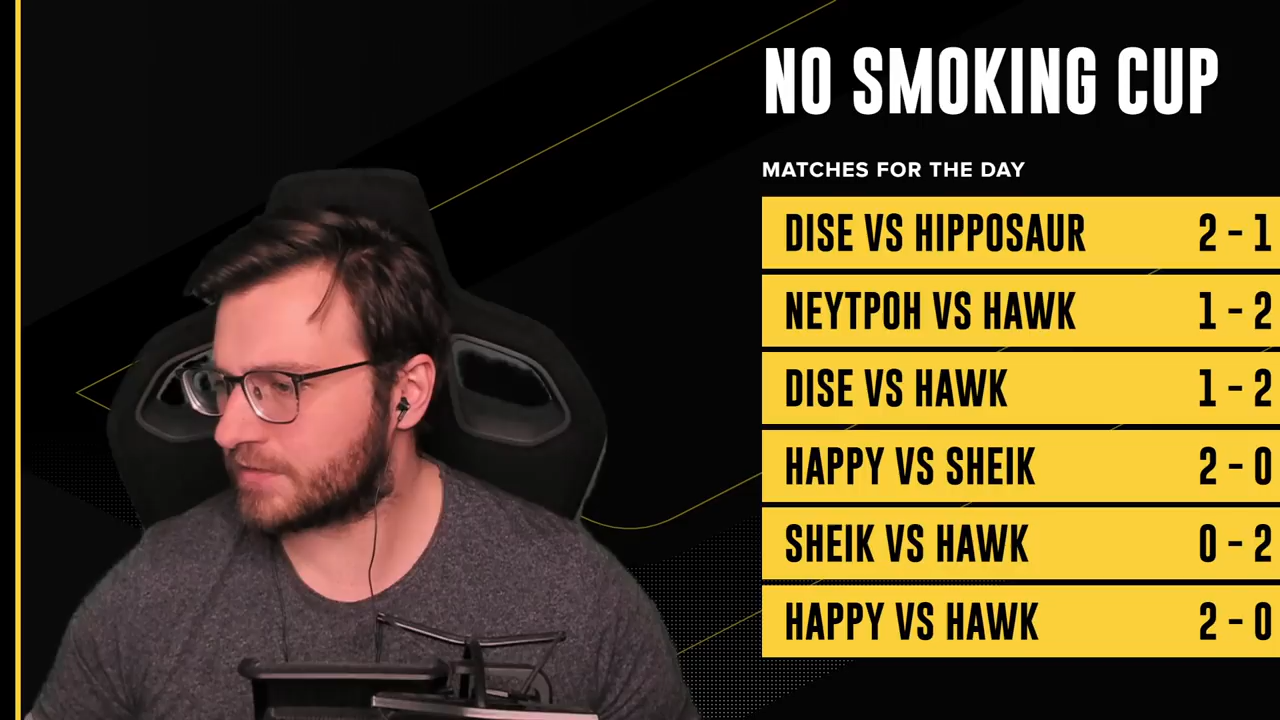 NO SMOKING CUP
MATCHES FOR THE DAY
DISE VS HIPPOSAUR 2 - 1
NEYTPOH VS HAWK 1 - 2
DISE VS HAWK 1 - 2
HAPPY VS SHEIK 2 - 0
SHEIK VS HAWK 0 - 2
HAPPY VS HAWK 2 - 0